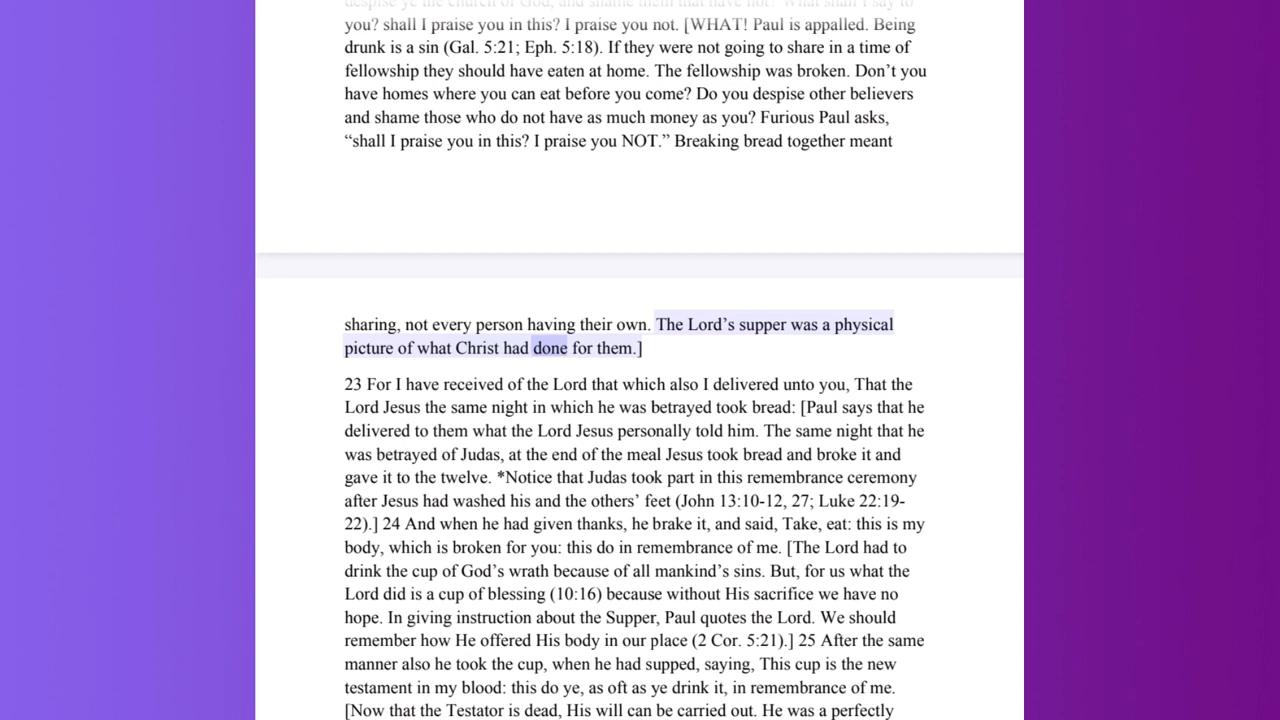 despise ye the church of God, and shame them that have not? What shall I say to
you? shall I praise you in this? I praise you not. [WHAT! Paul is appalled. Being
drunk is a sin (Gal. 5:21; Eph. 5:18). If they were not going to share in a time of
fellowship they should have eaten at home. The fellowship was broken. Don’t you
have homes where you can eat before you come? Do you despise other believers
and shame those who do not have as much money as you? Furious Paul asks,
“shall I praise you in this? I praise you NOT.” Breaking bread together meant
sharing, not every person having their own. The Lord’s supper was a physical
picture of what Christ had done for them.]
23 For I have received of the Lord that which also I delivered unto you, That the
Lord Jesus the same night in which he was betrayed took bread: [Paul says that he
delivered to them what the Lord Jesus personally told him. The same night that he
was betrayed of Judas, at the end of the meal Jesus took bread and broke it and
gave it to the twelve. *Notice that Judas took part in this remembrance ceremony
after Jesus had washed his and the others’ feet (John 13:10-12, 27; Luke 22:19-
22).] 24 And when he had given thanks, he brake it, and said, Take, eat: this is my
body, which is broken for you: this do in remembrance of me. [The Lord had to
drink the cup of God’s wrath because of all mankind’s sins. But, for us what the
Lord did is a cup of blessing (10:16) because without His sacrifice we have no
hope. In giving instruction about the Supper, Paul quotes the Lord. We should
remember how He offered His body in our place (2 Cor. 5:21).] 25 After the same
manner also he took the cup, when he had supped, saying, This cup is the new
testament in my blood: this do ye, as oft as ye drink it, in remembrance of me.
[Now that the Testator is dead, His will can be carried out. He was a perfectly